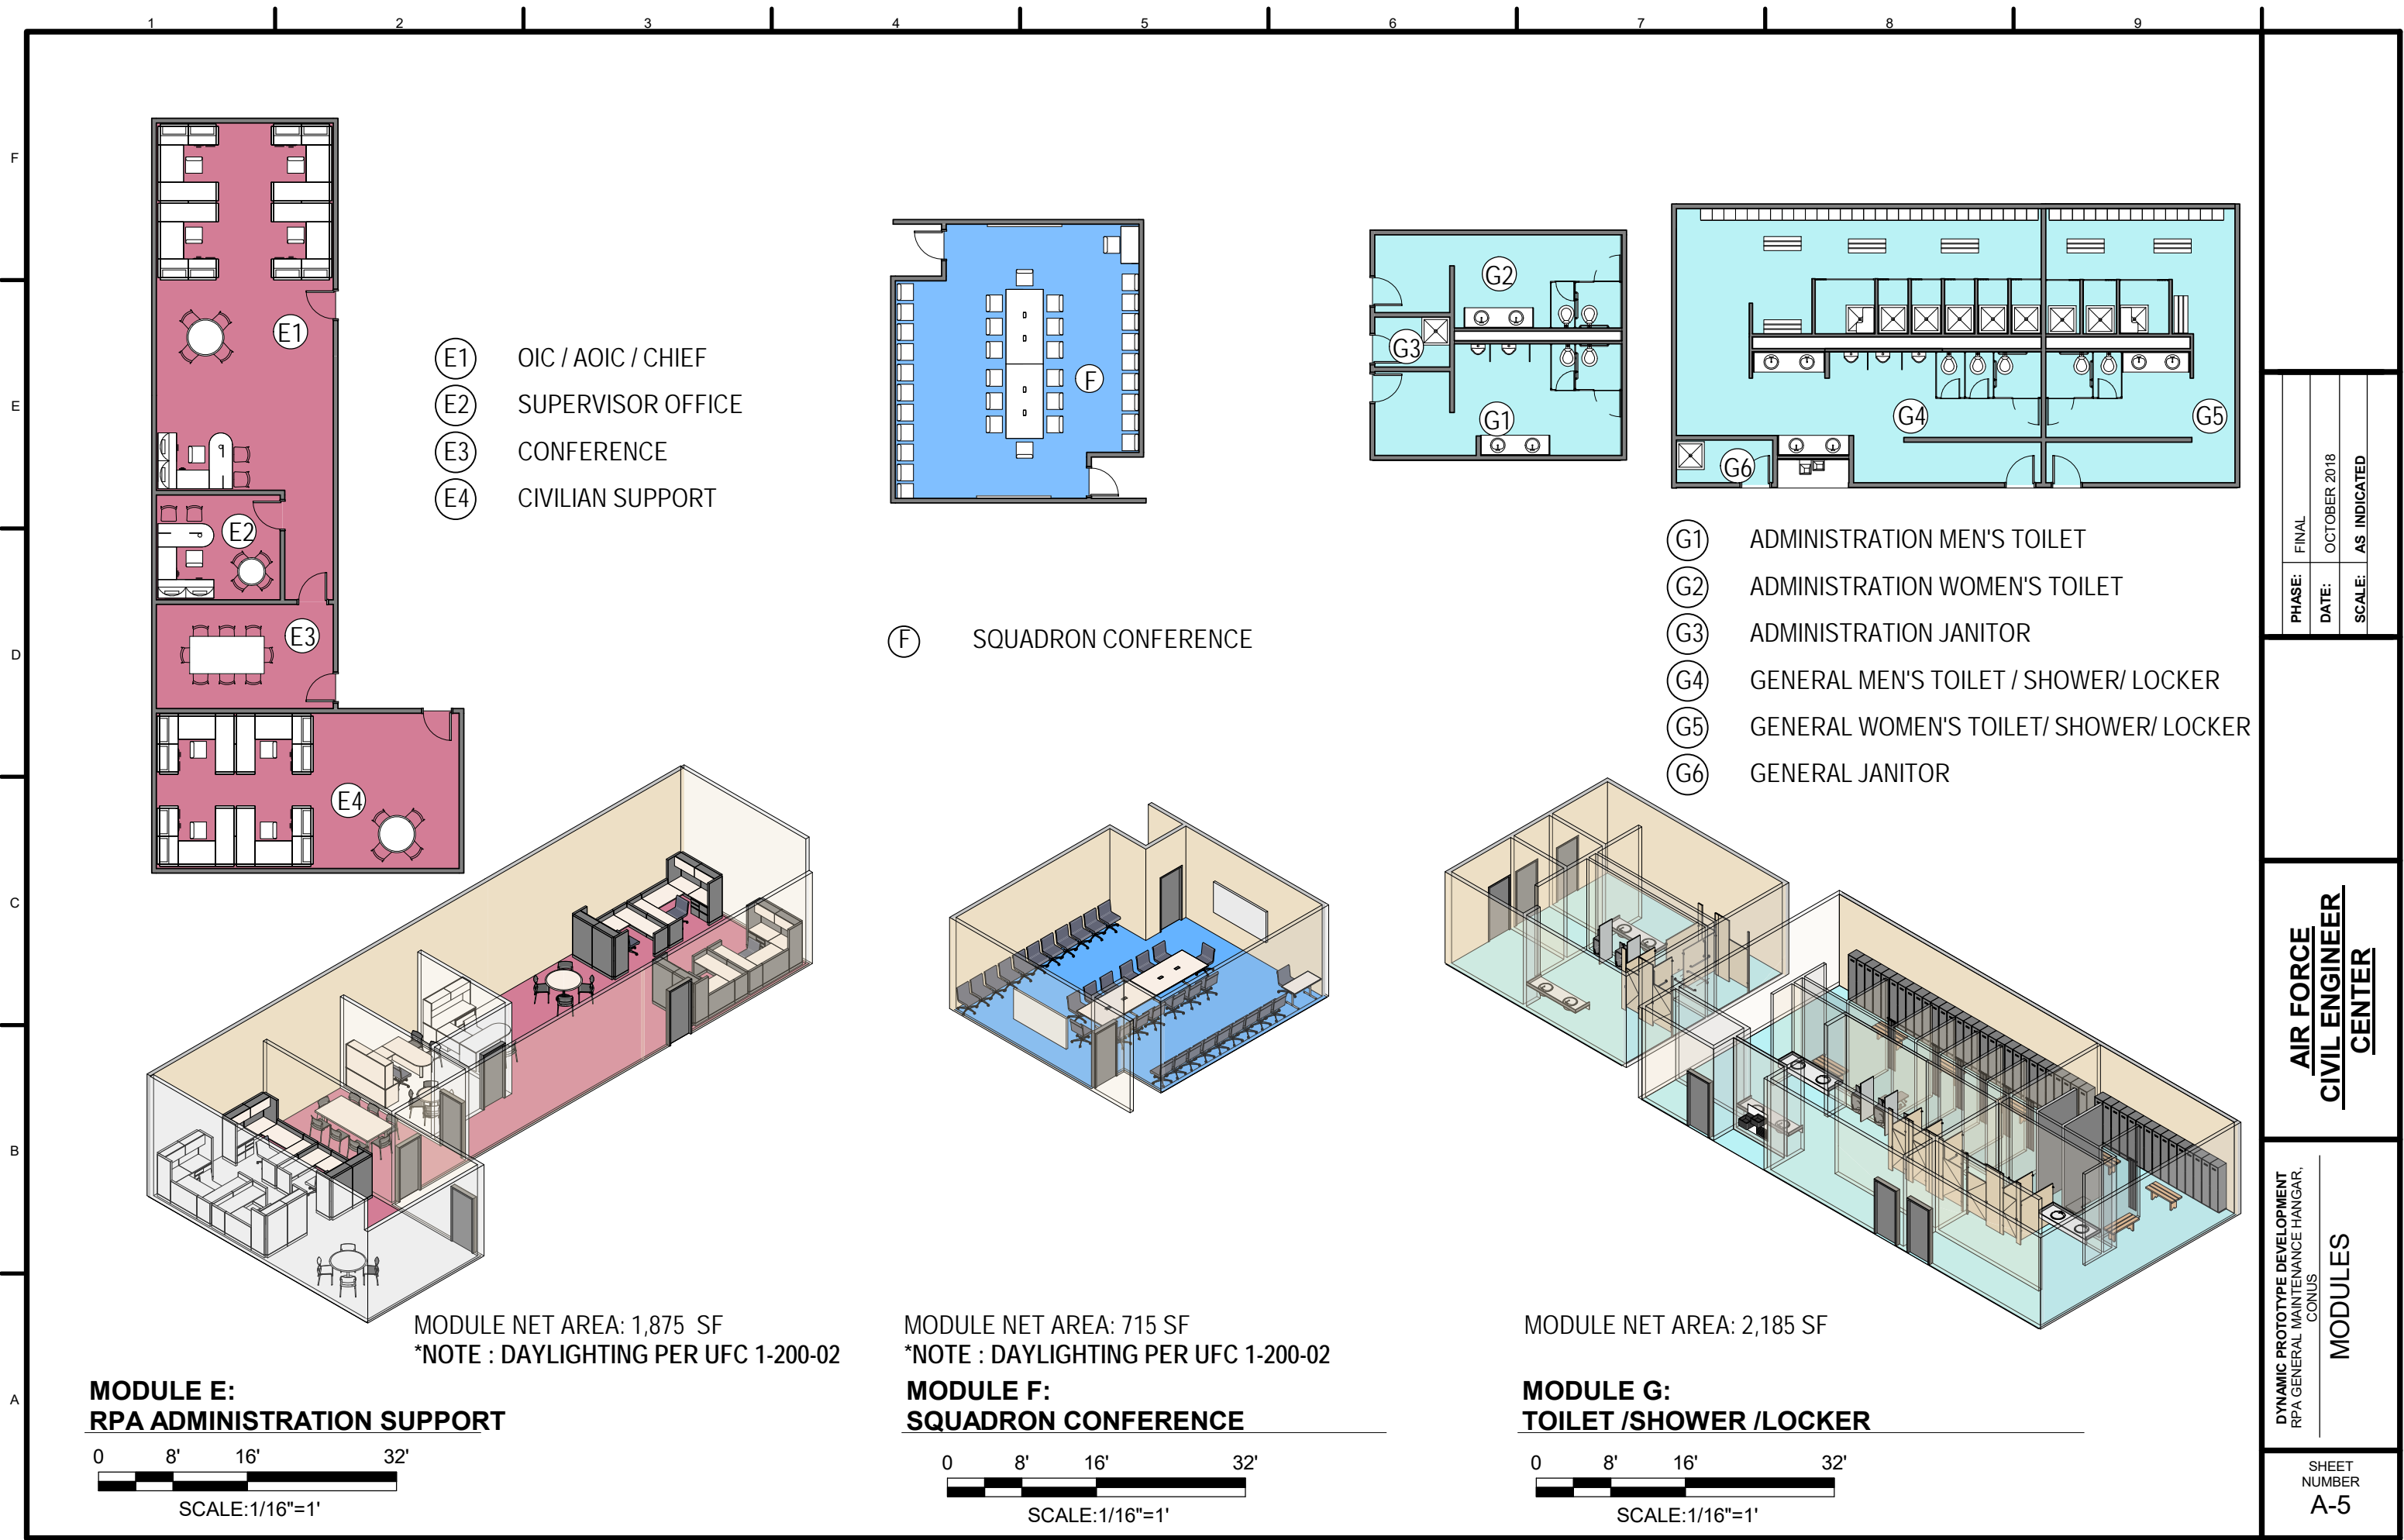 1 2 3 4 5 6 7 8 9
F
E
D
C
B
A
E1
E2
E3
E4
E1 OIC / AOIC / CHIEF
E2 SUPERVISOR OFFICE
E3 CONFERENCE
E4 CIVILIAN SUPPORT
F
F SQUADRON CONFERENCE
G2
G3
G1
G4
G5
G6
G1 ADMINISTRATION MEN'S TOILET
G2 ADMINISTRATION WOMEN'S TOILET
G3 ADMINISTRATION JANITOR
G4 GENERAL MEN'S TOILET / SHOWER/ LOCKER
G5 GENERAL WOMEN'S TOILET/ SHOWER/ LOCKER
G6 GENERAL JANITOR
MODULE NET AREA: 1,875 SF
*NOTE : DAYLIGHTING PER UFC 1-200-02
MODULE E:
RPA ADMINISTRATION SUPPORT
0 8' 16' 32'
SCALE:1/16"=1'
MODULE NET AREA: 715 SF
*NOTE : DAYLIGHTING PER UFC 1-200-02
MODULE F:
SQUADRON CONFERENCE
0 8' 16' 32'
SCALE:1/16"=1'
MODULE NET AREA: 2,185 SF
MODULE G:
TOILET /SHOWER /LOCKER
0 8' 16' 32'
SCALE:1/16"=1'
PHASE: FINAL
DATE: OCTOBER 2018
SCALE: AS INDICATED
AIR FORCE
CIVIL ENGINEER
CENTER
DYNAMIC PROTOTYPE DEVELOPMENT
RPA GENERAL MAINTENANCE HANGAR,
CONUS
MODULES
SHEET
NUMBER
A-5